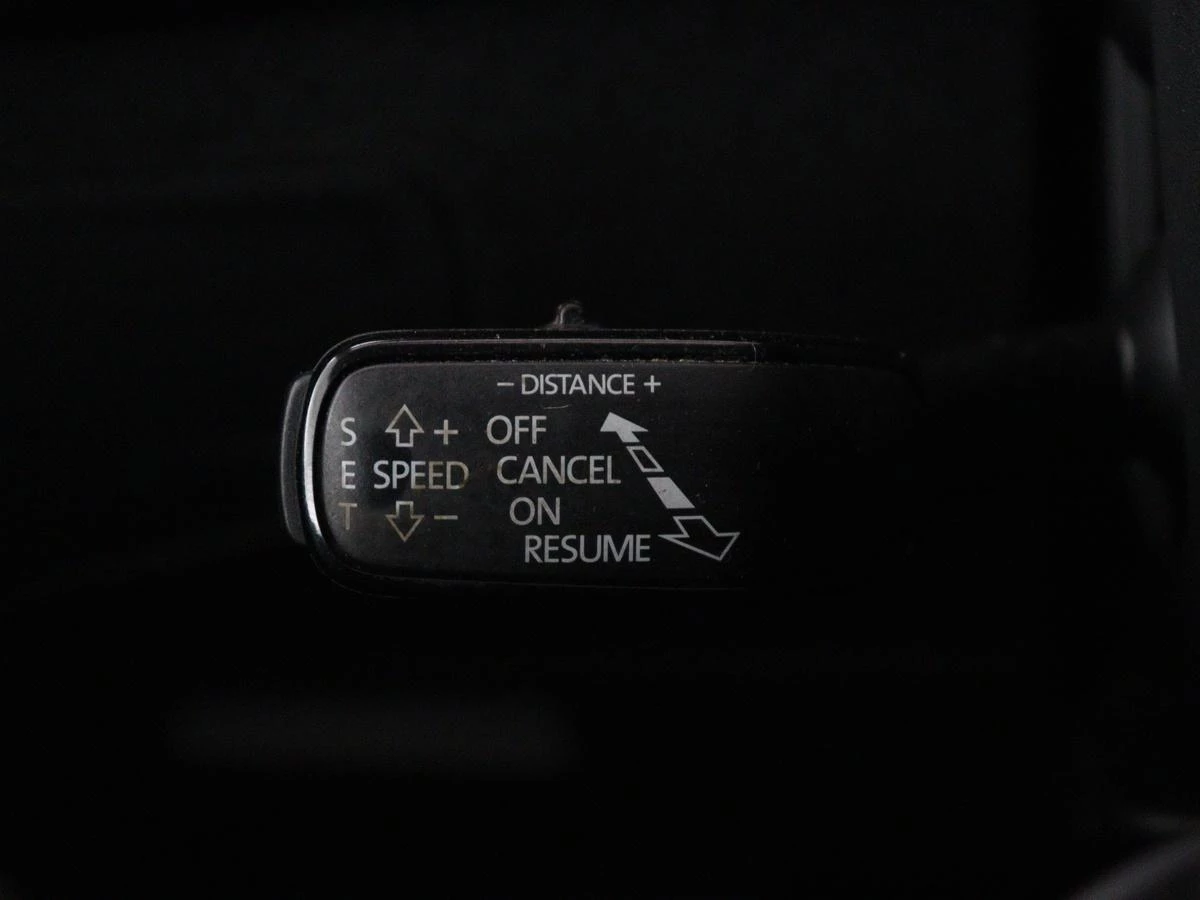 − DISTANCE +
S + OFF
E SPEED CANCEL
T − ON
RESUME